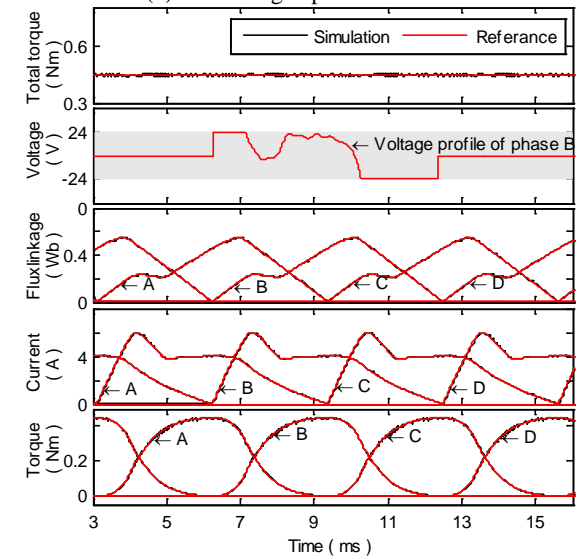 Total torque
( Nm )
0.6
0.3
Simulation
Referance
Voltage
( V )
24
-24
← Voltage profile of phase B
Fluxlinkage
( Wb )
0
0.4
0
← A
← B
← C
← D
Current
( A )
4
0
← A
← B
← C
← D
Torque
( Nm )
0.2
0
← A
← B
← C
← D
3 5 7 9 11 13 15
Time ( ms )